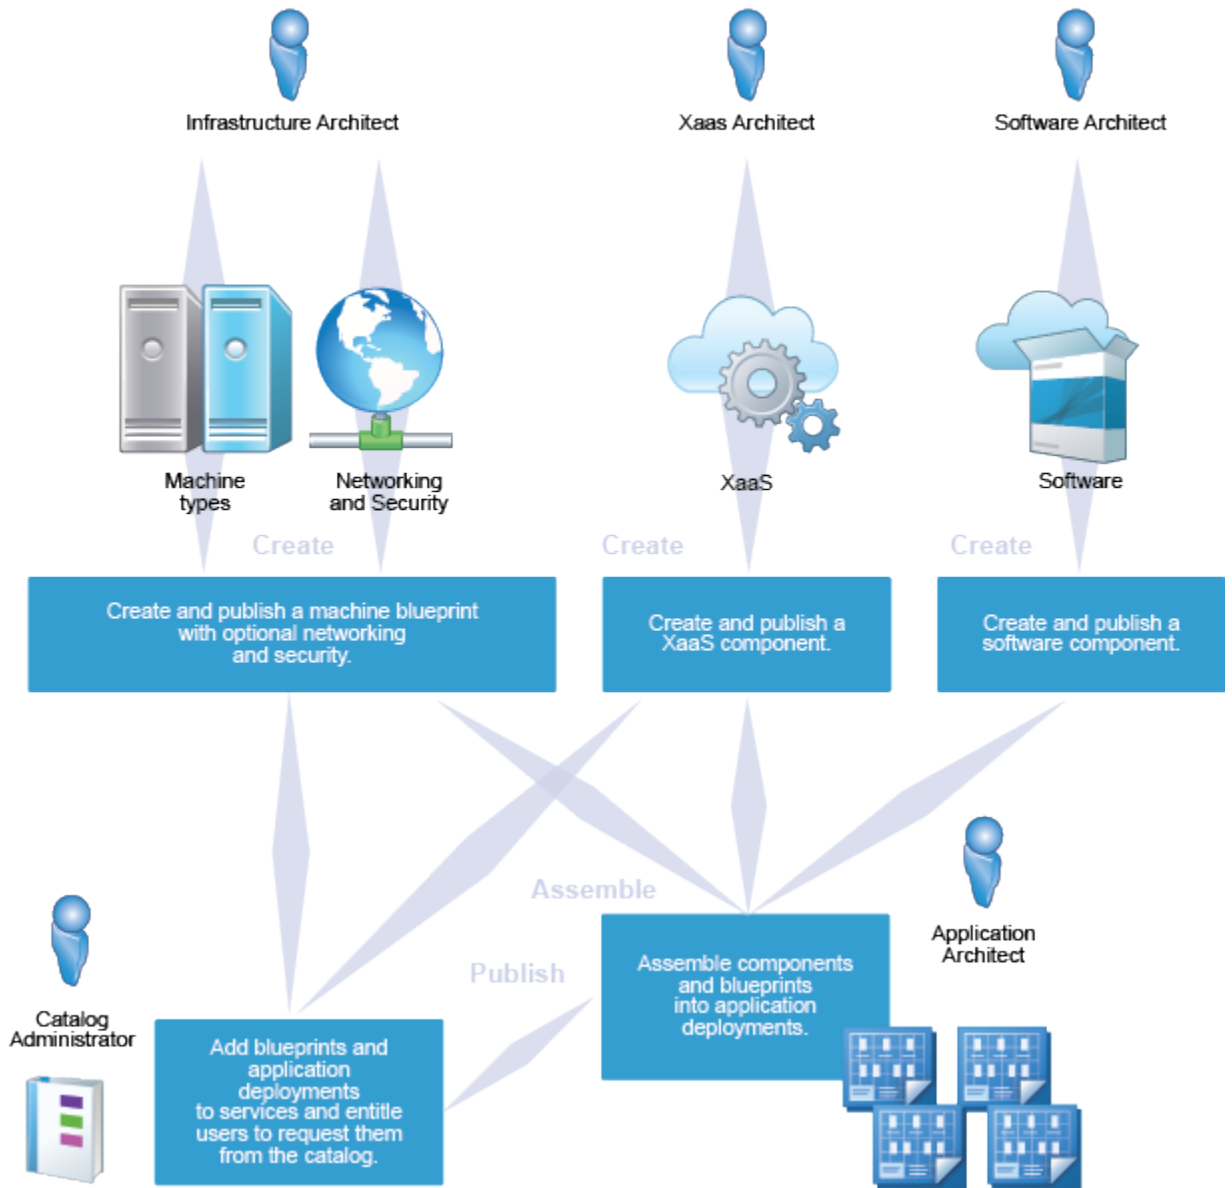 Infrastructure Architect
Xaas Architect
Software Architect
Machine
types
Networking
and Security
XaaS
Software
Create
Create
Create
Create and publish a machine blueprint
with optional networking
and security.
Create and publish a
XaaS component.
Create and publish a
software component.
Assemble
Publish
Application
Architect
Assemble components
and blueprints
into application
deployments.
Catalog
Administrator
Add blueprints and
application
deployments
to services and entitle
users to request them
from the catalog.